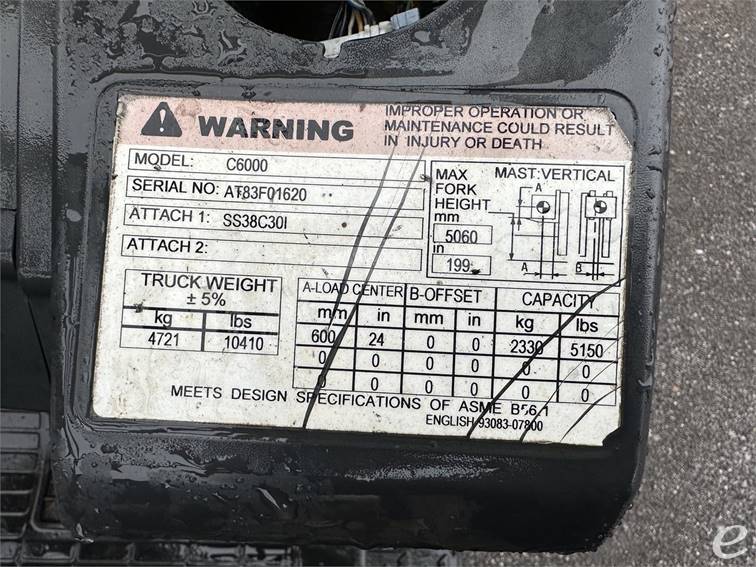 WARNING
IMPROPER OPERATION OR
MAINTENANCE COULD RESULT
IN INJURY OR DEATH
MODEL: C6000
SERIAL NO: AT83F01620
ATTACH 1: SS38C30I
ATTACH 2:
MAX FORK HEIGHT
mm
5060
in
199
MAST:VERTICAL
A
A B
TRUCK WEIGHT
± 5%
kg lbs
4721 10410
A-LOAD CENTER B-OFFSET CAPACITY
mm in mm in kg lbs
600 24 0 0 2330 5150
0 0 0 0 0 0
0 0 0 0 0 0
MEETS DESIGN SPECIFICATIONS OF ASME B56.1
ENGLISH 93083-07800
e